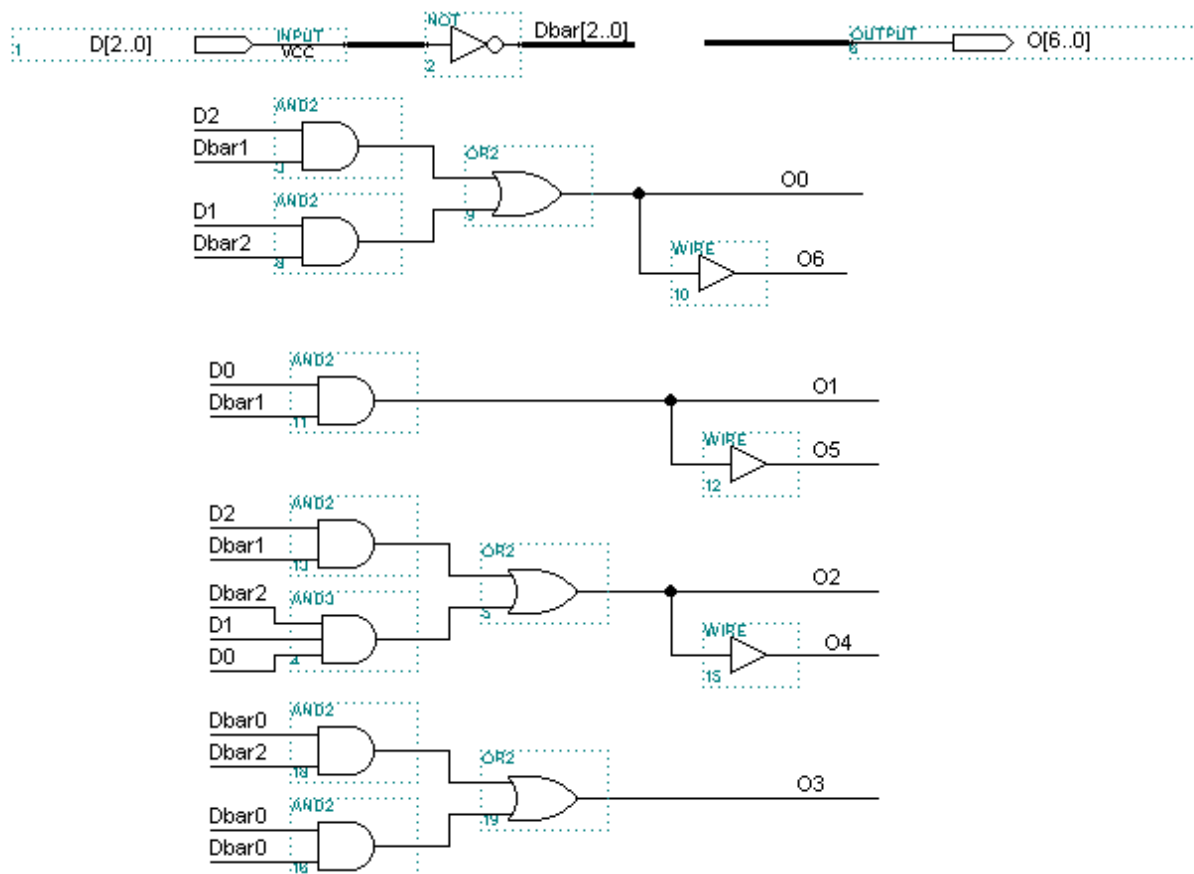 INPUT
NOT
OUTPUT
1
D[2..0]
VCC
2
Dbar[2..0]
O[6..0]
AND2
D2
Dbar1
OR2
O0
AND2
D1
Dbar2
9
WIRE
O6
10
AND2
D0
Dbar1
11
O1
WIRE
O5
12
AND2
D2
Dbar1
13
OR2
O2
Dbar2
AND3
D1
D0
4
5
WIRE
O4
15
AND2
Dbar0
Dbar2
18
OR2
O3
AND2
Dbar0
Dbar0
16
19